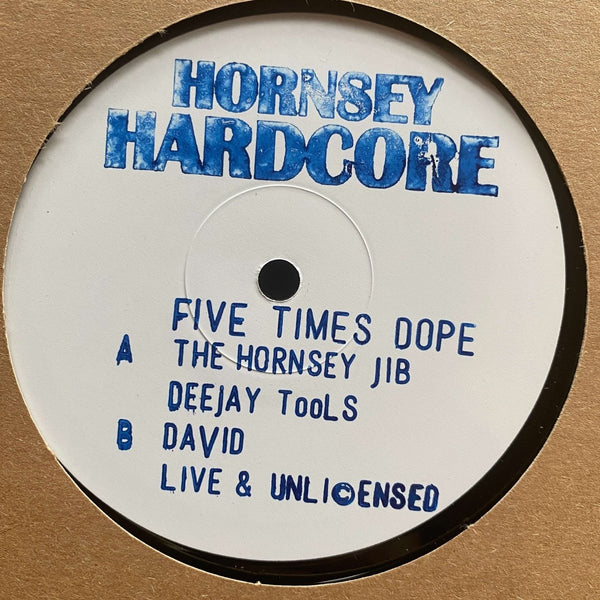 HORNSEY
HARDCORE
FIVE TIMES DOPE
A THE HORNSEY JIB
DEEJAY TooLS
B DAVID
LIVE & UNLI©ENSED